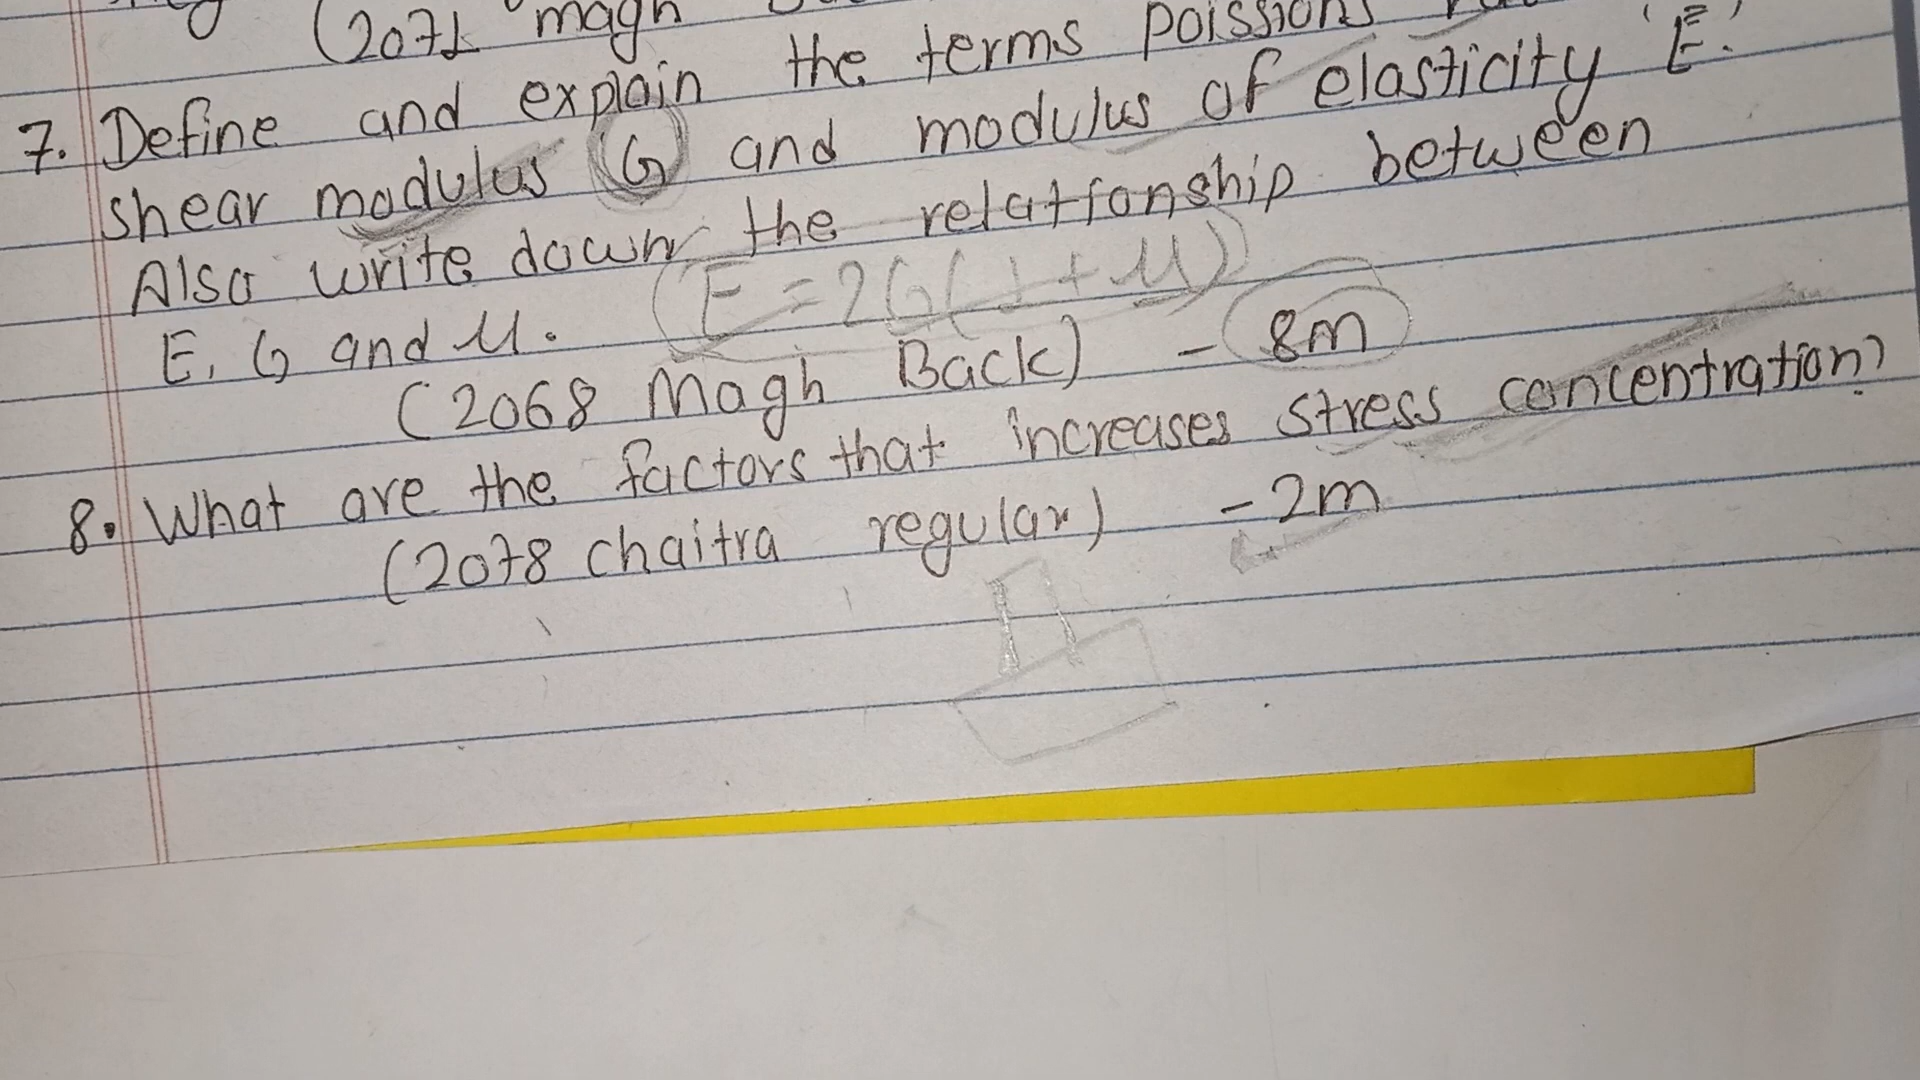 (2071 magh
7. Define and explain the terms poissions
shear modulus G and modulus of elasticity 'E'.
Also write down the relationship between
E, G and μ. E = 2G(1+μ)
(2068 Magh Back) - 8m
8. What are the factors that increases stress concentration?
(2078 chaitra regular) - 2m